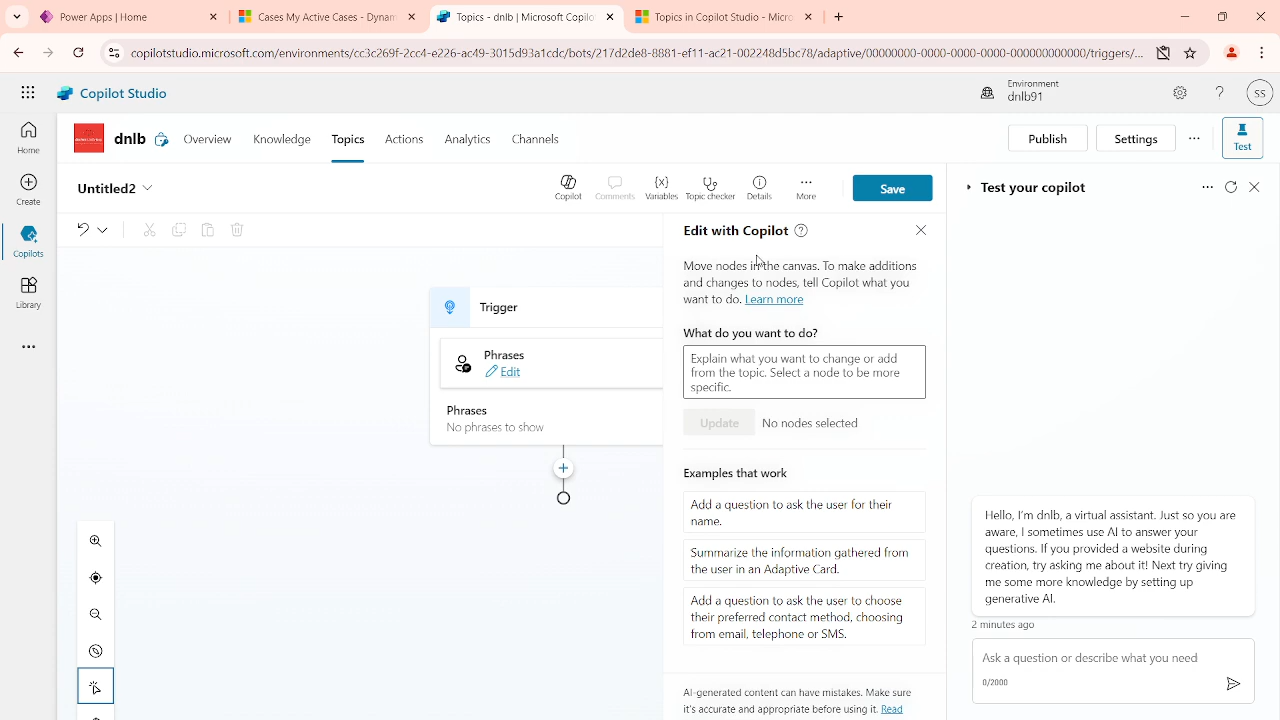 Power Apps | Home
Cases My Active Cases - Dynam
Topics - dnlb | Microsoft Copilo
Topics in Copilot Studio - Micro
copilotstudio.microsoft.com/environments/cc3c269f-2cc4-e226-ac49-3015d93a1cdc/bots/217d2de8-8881-ef11-ac21-002248d5bc78/adaptive/00000000-0000-0000-0000-000000000000/triggers/...
Copilot Studio
Environment
dnlb91
SS
Home
Create
Copilots
Library
dnlb
Overview
Knowledge
Topics
Actions
Analytics
Channels
Publish
Settings
Test
Untitled2
Copilot
Comments
Variables
Topic checker
Details
More
Save
Trigger
Phrases
Edit
Phrases
No phrases to show
Edit with Copilot
Move nodes in the canvas. To make additions
and changes to nodes, tell Copilot what you
want to do. Learn more
What do you want to do?
Explain what you want to change or add
from the topic. Select a node to be more
specific.
Update
No nodes selected
Examples that work
Add a question to ask the user for their
name.
Summarize the information gathered from
the user in an Adaptive Card.
Add a question to ask the user to choose
their preferred contact method, choosing
from email, telephone or SMS.
AI-generated content can have mistakes. Make sure
it's accurate and appropriate before using it. Read
Test your copilot
Hello, I'm dnlb, a virtual assistant. Just so you are
aware, I sometimes use AI to answer your
questions. If you provided a website during
creation, try asking me about it! Next try giving
me some more knowledge by setting up
generative AI.
2 minutes ago
Ask a question or describe what you need
0/2000